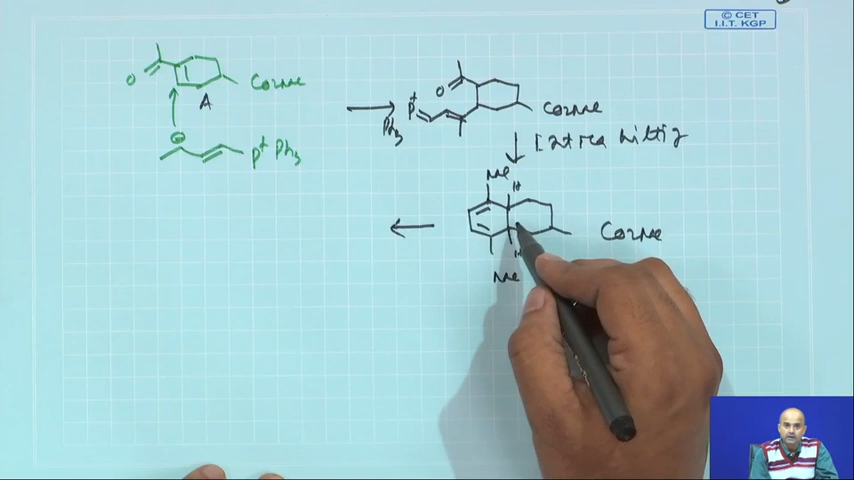 © CET
I.I.T. KGP
O
A
CO2Me
⊖
P⁺ Ph3
O
P⁺
Ph3
CO2Me
Intra Wittig
Me
H
CO2Me
H
Me